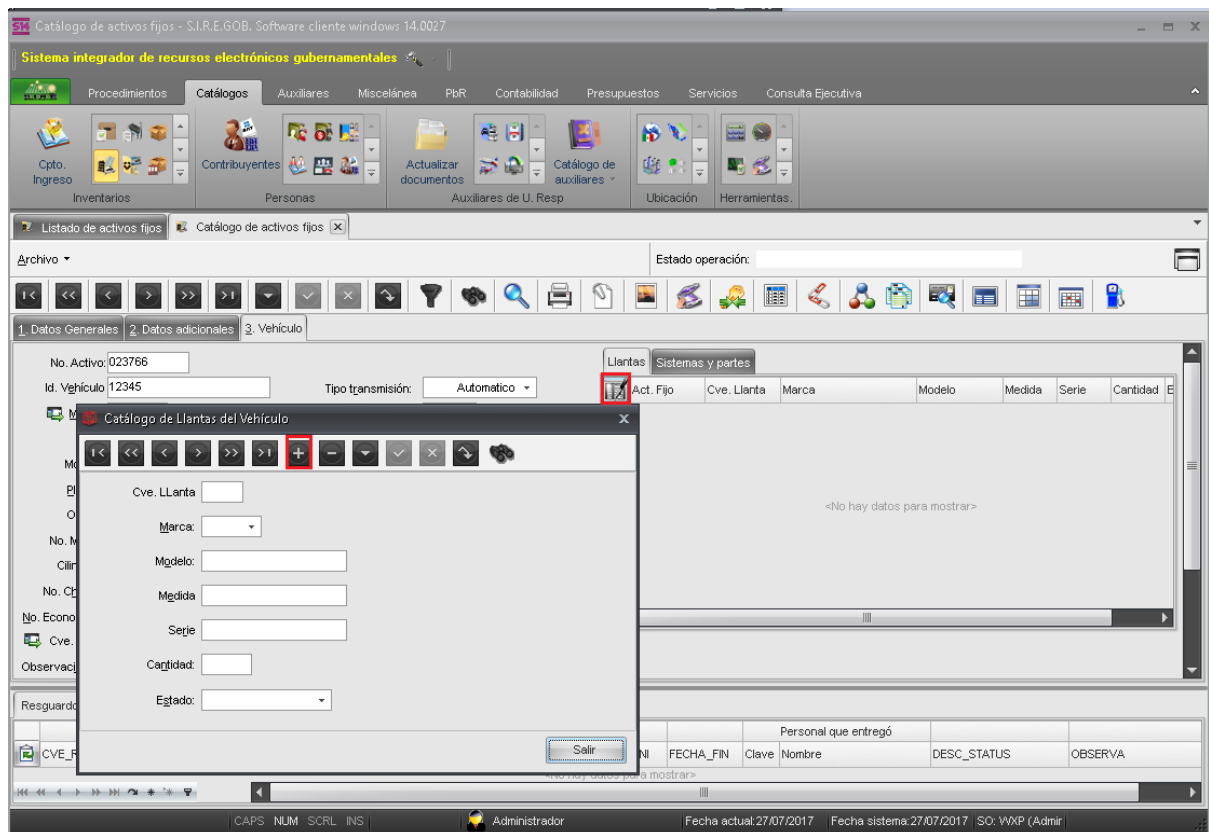 Catálogo de activos fijos - S.I.R.E.GOB. Software cliente windows 14.0027
Sistema integrador de recursos electrónicos gubernamentales
Procedimientos Catálogos Auxiliares Miscelánea PbR Contabilidad Presupuestos Servicios Consulta Ejecutiva
Cpto. Ingreso
Contribuyentes
Actualizar documentos
Catálogo de auxiliares
Inventarios Personas Auxiliares de U. Resp Ubicación Herramientas.
Listado de activos fijos Catálogo de activos fijos
Archivo Estado operación:
1. Datos Generales 2. Datos adicionales 3. Vehículo
No. Activo: 023766
Llantas Sistemas y partes
Id. Vehículo 12345 Tipo transmisión: Automatico
Act. Fijo Cve. Llanta Marca Modelo Medida Serie Cantidad E
<No hay datos para mostrar>
Catálogo de Llantas del Vehículo
Cve. LLanta
Marca:
Modelo:
Medida
Serie
Cantidad:
Estado:
Salir
No. Econo
Cve.
Observaci
Resguardo
Personal que entregó
CVE_R NI FECHA_FIN Clave Nombre DESC_STATUS OBSERVA
CAPS NUM SCRL INS Administrador Fecha actual:27/07/2017 Fecha sistema:27/07/2017 SO: WXP (Admir